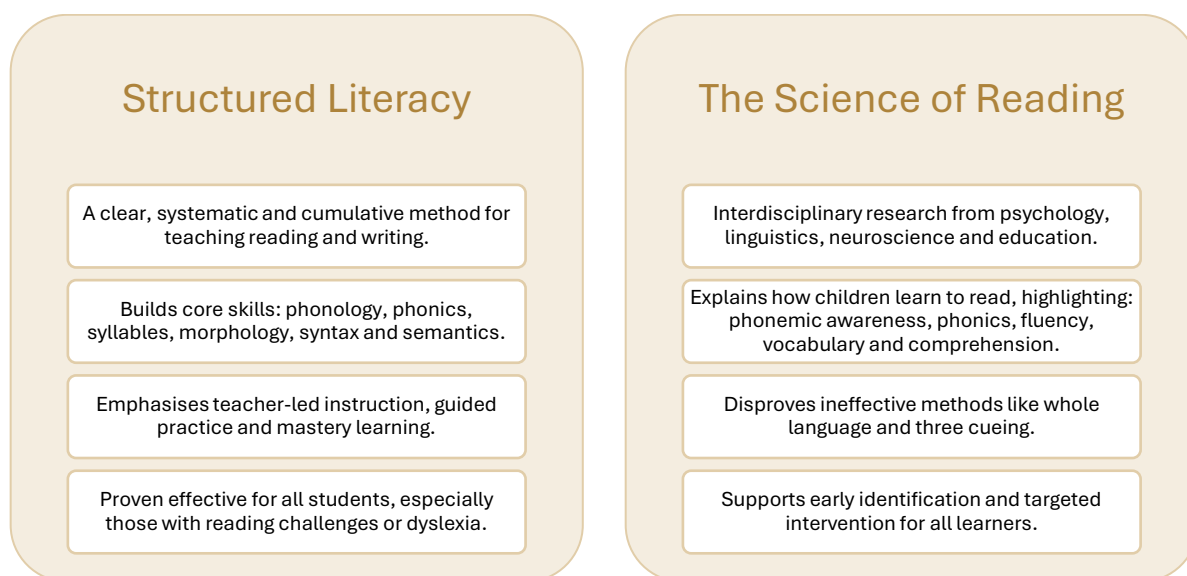 Structured Literacy
A clear, systematic and cumulative method for
teaching reading and writing.
Builds core skills: phonology, phonics,
syllables, morphology, syntax and semantics.
Emphasises teacher-led instruction, guided
practice and mastery learning.
Proven effective for all students, especially
those with reading challenges or dyslexia.
The Science of Reading
Interdisciplinary research from psychology,
linguistics, neuroscience and education.
Explains how children learn to read, highlighting:
phonemic awareness, phonics, fluency,
vocabulary and comprehension.
Disproves ineffective methods like whole
language and three cueing.
Supports early identification and targeted
intervention for all learners.